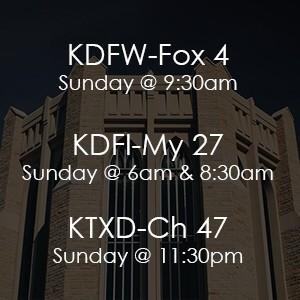 KDFW-Fox 4
Sunday @ 9:30am
KDFI-My 27
Sunday @ 6am & 8:30am
KTXD-Ch 47
Sunday @ 11:30pm